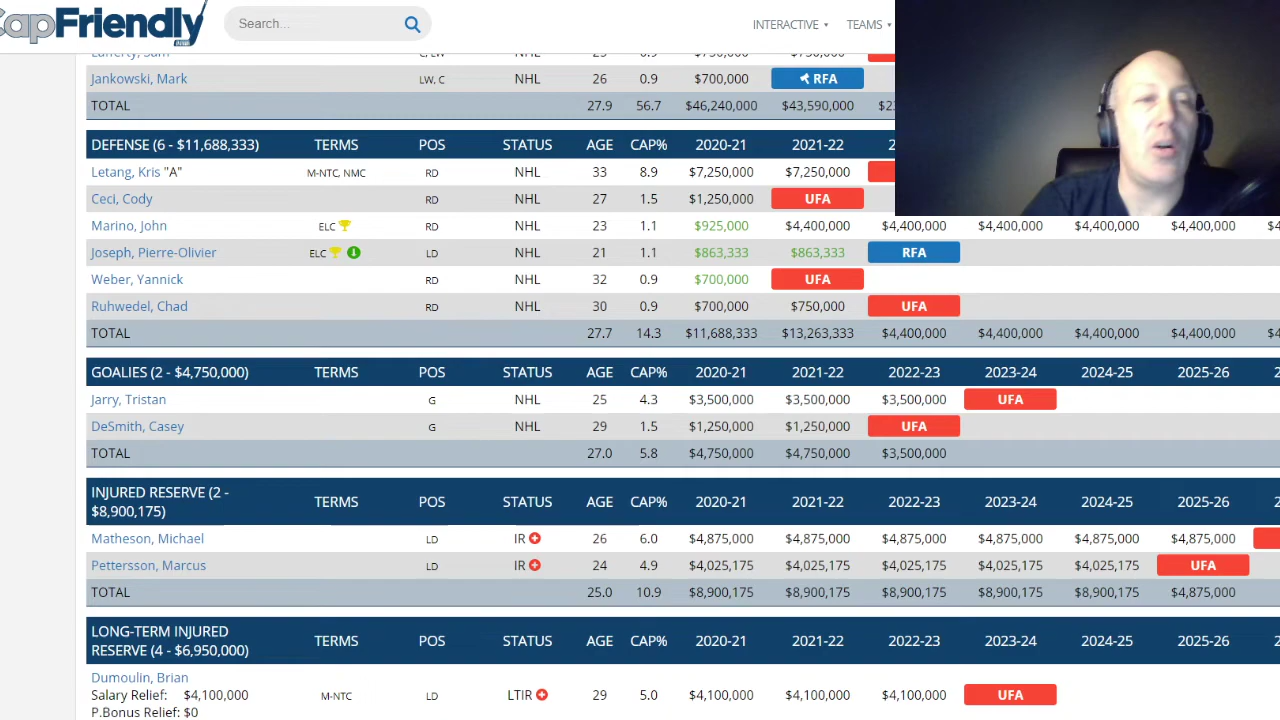 CapFriendly
Search...
INTERACTIVE ▾ TEAMS ▾
Lafferty, Sam C, LW NHL 25 0.9 $750,000 $750,000
Jankowski, Mark LW, C NHL 26 0.9 $700,000 RFA
TOTAL 27.9 56.7 $46,240,000 $43,590,000
DEFENSE (6 - $11,688,333) TERMS POS STATUS AGE CAP% 2020-21 2021-22
Letang, Kris "A" M-NTC, NMC RD NHL 33 8.9 $7,250,000 $7,250,000
Ceci, Cody RD NHL 27 1.5 $1,250,000 UFA
Marino, John ELC RD NHL 23 1.1 $925,000 $4,400,000 $4,400,000 $4,400,000 $4,400,000 $4,400,000
Joseph, Pierre-Olivier ELC LD NHL 21 1.1 $863,333 $863,333 RFA
Weber, Yannick RD NHL 32 0.9 $700,000 UFA
Ruhwedel, Chad RD NHL 30 0.9 $700,000 $750,000 UFA
TOTAL 27.7 14.3 $11,688,333 $13,263,333 $4,400,000 $4,400,000 $4,400,000 $4,400,000
GOALIES (2 - $4,750,000) TERMS POS STATUS AGE CAP% 2020-21 2021-22 2022-23 2023-24 2024-25 2025-26
Jarry, Tristan G NHL 25 4.3 $3,500,000 $3,500,000 $3,500,000 UFA
DeSmith, Casey G NHL 29 1.5 $1,250,000 $1,250,000 UFA
TOTAL 27.0 5.8 $4,750,000 $4,750,000 $3,500,000
INJURED RESERVE (2 -
$8,900,175) TERMS POS STATUS AGE CAP% 2020-21 2021-22 2022-23 2023-24 2024-25 2025-26
Matheson, Michael LD IR 26 6.0 $4,875,000 $4,875,000 $4,875,000 $4,875,000 $4,875,000 $4,875,000
Pettersson, Marcus LD IR 24 4.9 $4,025,175 $4,025,175 $4,025,175 $4,025,175 $4,025,175 UFA
TOTAL 25.0 10.9 $8,900,175 $8,900,175 $8,900,175 $8,900,175 $8,900,175 $4,875,000
LONG-TERM INJURED
RESERVE (4 - $6,950,000) TERMS POS STATUS AGE CAP% 2020-21 2021-22 2022-23 2023-24 2024-25 2025-26
Dumoulin, Brian
Salary Relief: $4,100,000 M-NTC LD LTIR 29 5.0 $4,100,000 $4,100,000 $4,100,000 UFA
P.Bonus Relief: $0